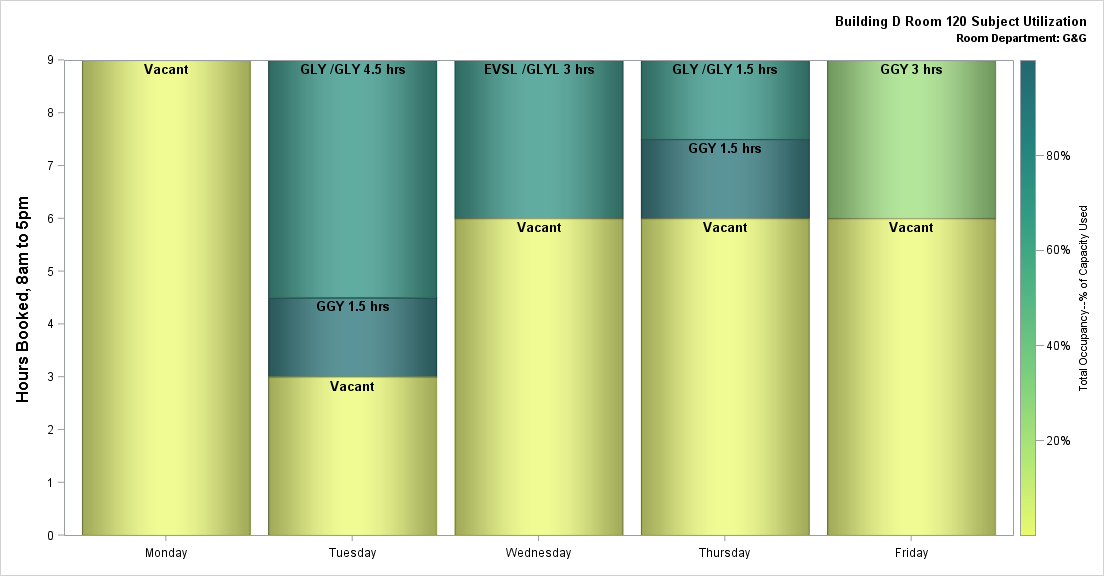 Building D Room 120 Subject Utilization
Room Department: G&G
Hours Booked, 8am to 5pm
9
8
7
6
5
4
3
2
1
0
Vacant
GLY /GLY 4.5 hrs
GGY 1.5 hrs
Vacant
EVSL /GLYL 3 hrs
Vacant
GLY /GLY 1.5 hrs
GGY 1.5 hrs
Vacant
GGY 3 hrs
Vacant
Monday
Tuesday
Wednesday
Thursday
Friday
80%
60%
40%
20%
Total Occupancy--% of Capacity Used